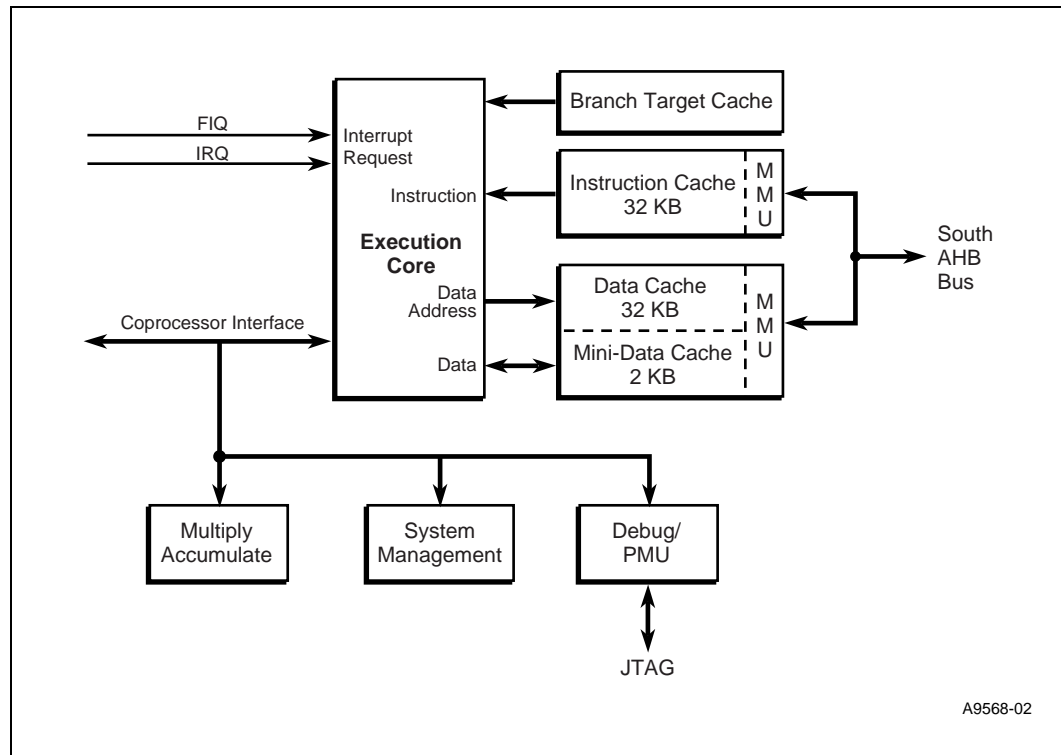 FIQ
IRQ
Interrupt
Request
Instruction
Execution
Core
Data
Address
Data
Coprocessor Interface
Branch Target Cache
Instruction Cache
32 KB
M
M
U
Data Cache
32 KB
Mini-Data Cache
2 KB
M
M
U
South
AHB
Bus
Multiply
Accumulate
System
Management
Debug/
PMU
JTAG
A9568-02